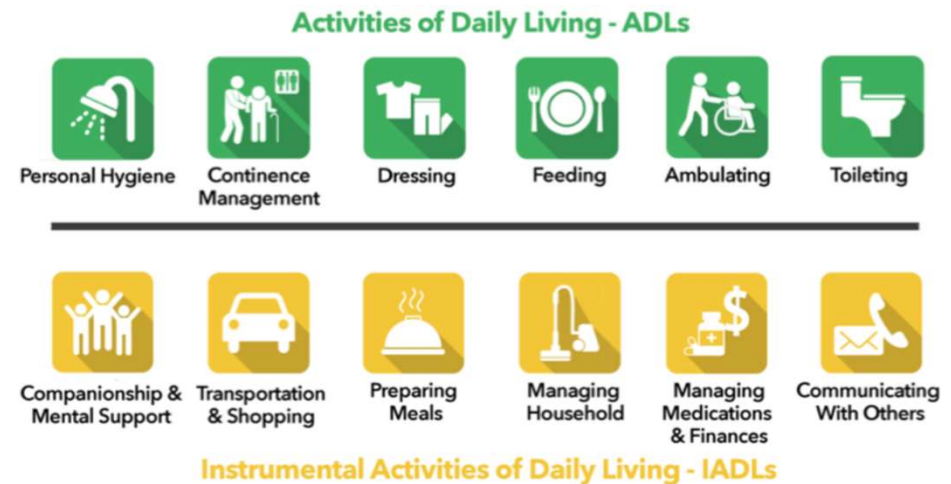 Activities of Daily Living - ADLs
Personal Hygiene
Continence
Management
Dressing
Feeding
Ambulating
Toileting
Companionship &
Mental Support
Transportation
& Shopping
Preparing
Meals
Managing
Household
Managing
Medications
& Finances
Communicating
With Others
Instrumental Activities of Daily Living - IADLs